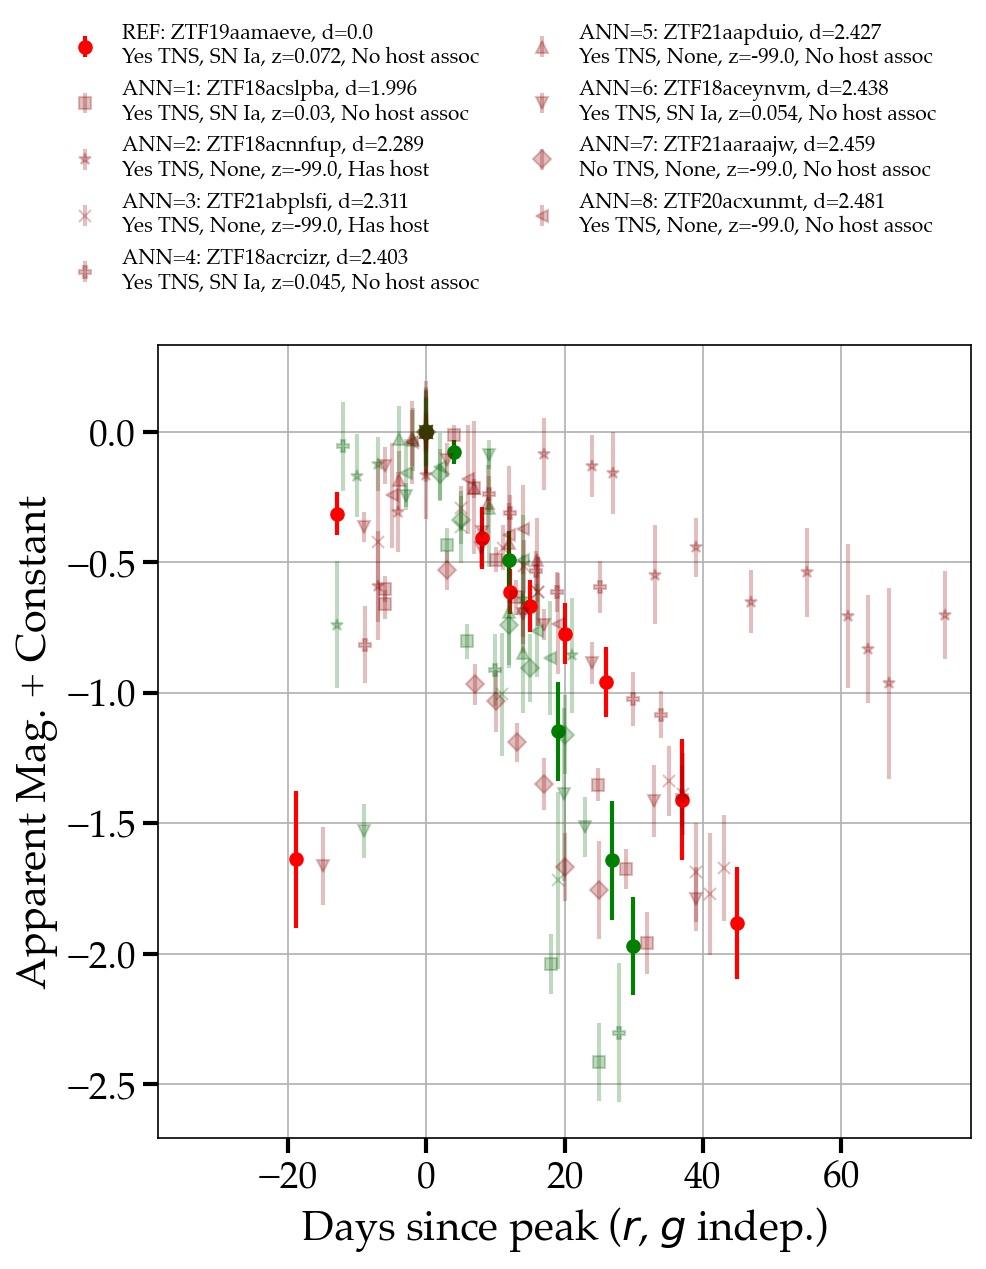 REF: ZTF19aamaeve, d=0.0
Yes TNS, SN Ia, z=0.072, No host assoc
ANN=1: ZTF18acslpba, d=1.996
Yes TNS, SN Ia, z=0.03, No host assoc
ANN=2: ZTF18acnnfup, d=2.289
Yes TNS, None, z=-99.0, Has host
ANN=3: ZTF21abplsfi, d=2.311
Yes TNS, None, z=-99.0, Has host
ANN=4: ZTF18acrcizr, d=2.403
Yes TNS, SN Ia, z=0.045, No host assoc
ANN=5: ZTF21aapduio, d=2.427
Yes TNS, None, z=-99.0, No host assoc
ANN=6: ZTF18aceynvm, d=2.438
Yes TNS, SN Ia, z=0.054, No host assoc
ANN=7: ZTF21aaraajw, d=2.459
No TNS, None, z=-99.0, No host assoc
ANN=8: ZTF20acxunmt, d=2.481
Yes TNS, None, z=-99.0, No host assoc
Apparent Mag. + Constant
0.0
−0.5
−1.0
−1.5
−2.0
−2.5
−20 0 20 40 60
Days since peak (r, g indep.)